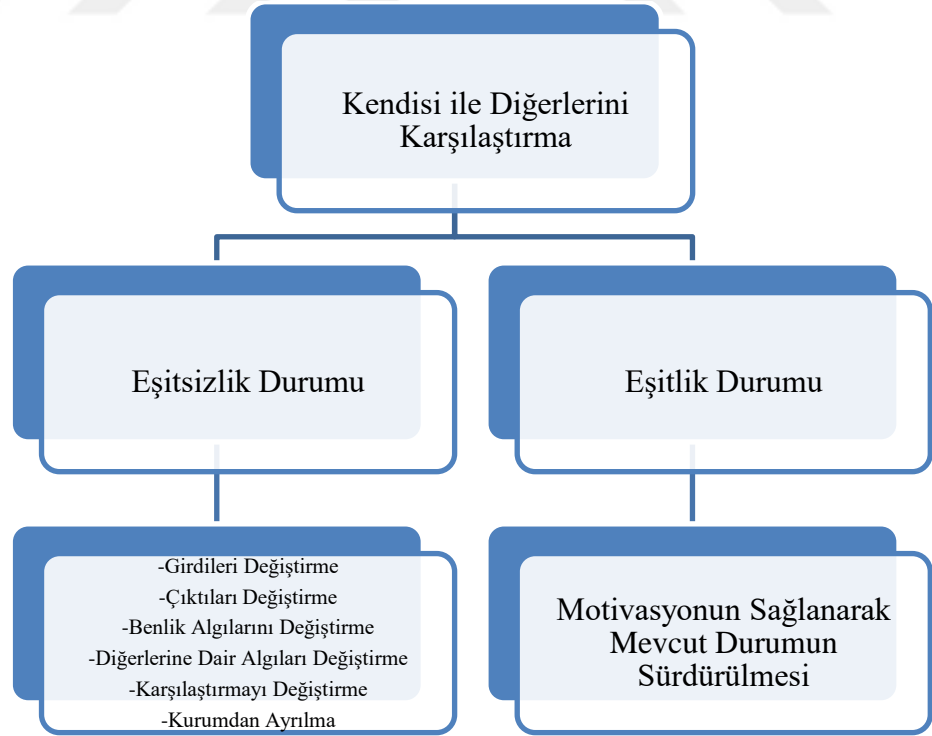 Kendisi ile Diğerlerini
Karşılaştırma
Eşitsizlik Durumu
Eşitlik Durumu
-Girdileri Değiştirme
-Çıktıları Değiştirme
-Benlik Algılarını Değiştirme
-Diğerlerine Dair Algıları Değiştirme
-Karşılaştırmayı Değiştirme
-Kurumdan Ayrılma
Motivasyonun Sağlanarak
Mevcut Durumun
Sürdürülmesi